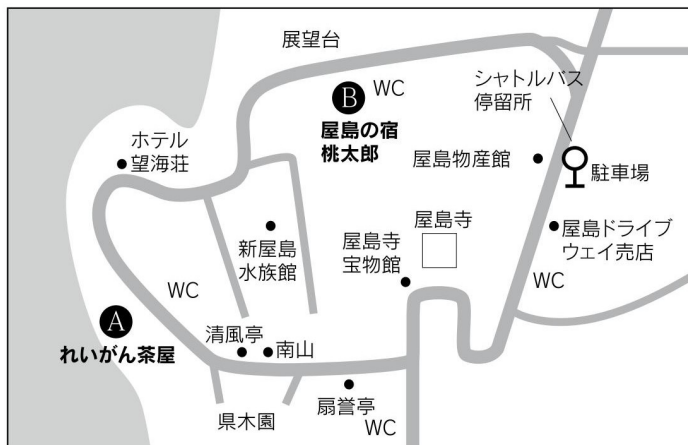 展望台
WC
シャトルバス
停留所
B
屋島の宿
桃太郎
ホテル
望海荘
屋島物産館
駐車場
屋島寺
新屋島
水族館
屋島寺
宝物館
屋島ドライブ
ウェイ売店
WC
WC
A
れいがん茶屋
清風亭
南山
県木園
扇誉亭
WC